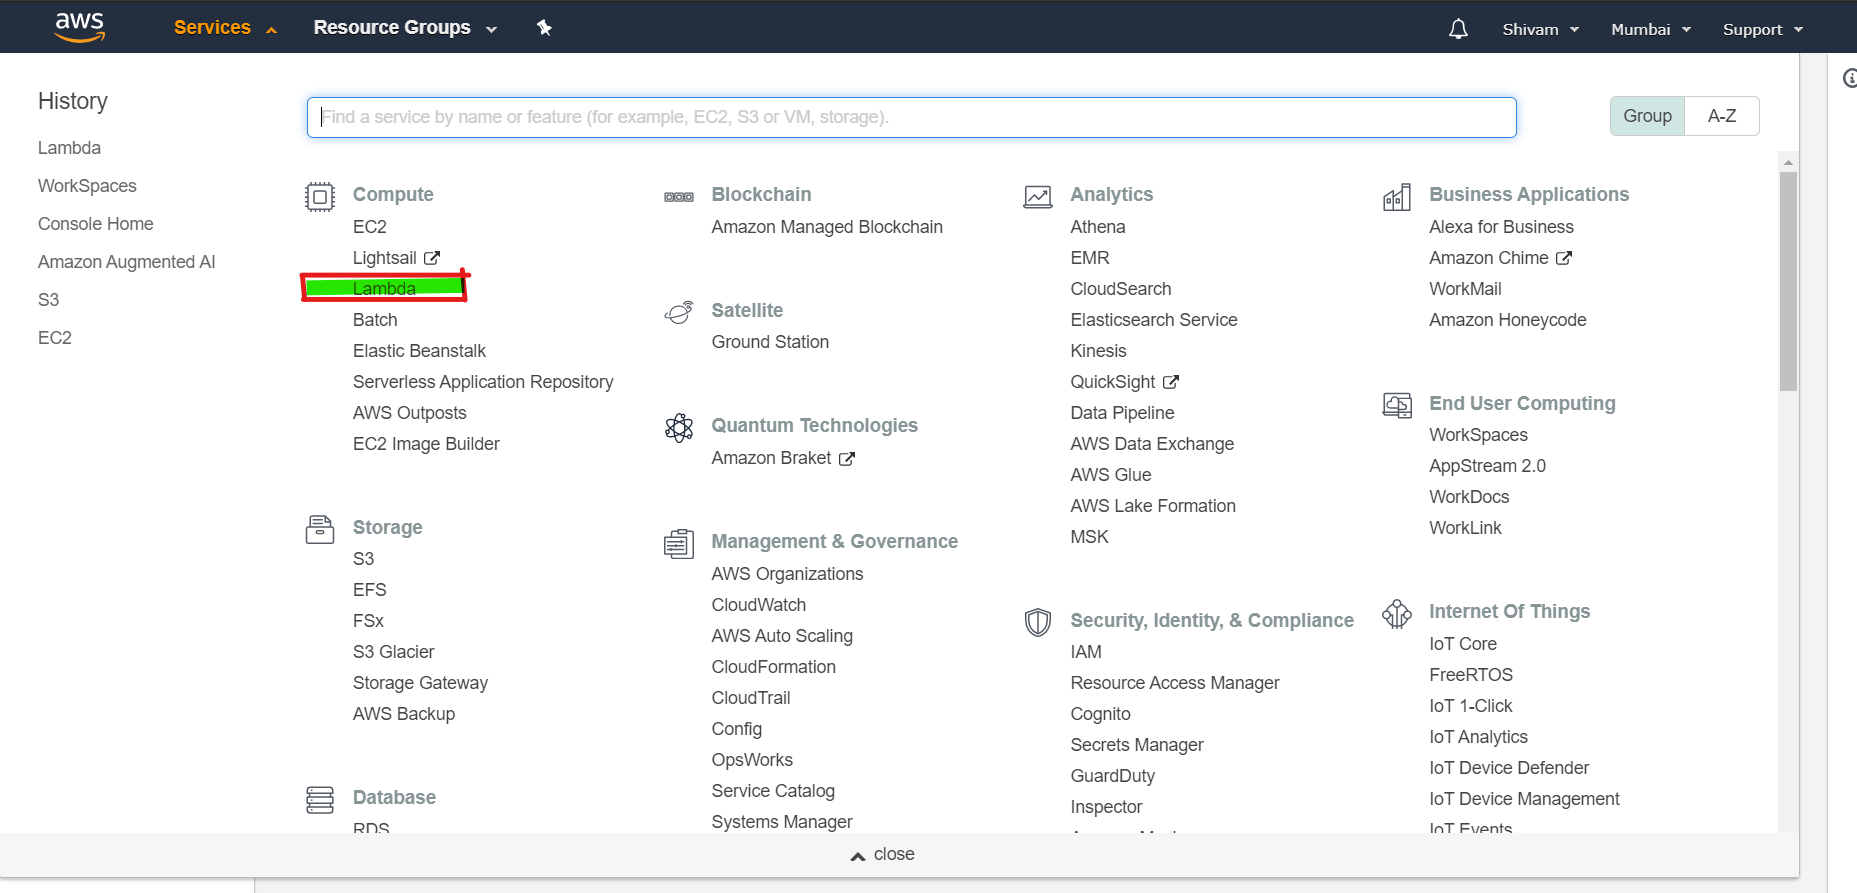 aws
Services
Resource Groups
Shivam
Mumbai
Support
History
Lambda
WorkSpaces
Console Home
Amazon Augmented AI
S3
EC2
Find a service by name or feature (for example, EC2, S3 or VM, storage).
Group
A-Z
Compute
EC2
Lightsail
Lambda
Batch
Elastic Beanstalk
Serverless Application Repository
AWS Outposts
EC2 Image Builder
Storage
S3
EFS
FSx
S3 Glacier
Storage Gateway
AWS Backup
Database
RDS
Blockchain
Amazon Managed Blockchain
Satellite
Ground Station
Quantum Technologies
Amazon Braket
Management & Governance
AWS Organizations
CloudWatch
AWS Auto Scaling
CloudFormation
CloudTrail
Config
OpsWorks
Service Catalog
Systems Manager
Analytics
Athena
EMR
CloudSearch
Elasticsearch Service
Kinesis
QuickSight
Data Pipeline
AWS Data Exchange
AWS Glue
AWS Lake Formation
MSK
Security, Identity, & Compliance
IAM
Resource Access Manager
Cognito
Secrets Manager
GuardDuty
Inspector
Business Applications
Alexa for Business
Amazon Chime
WorkMail
Amazon Honeycode
End User Computing
WorkSpaces
AppStream 2.0
WorkDocs
WorkLink
Internet Of Things
IoT Core
FreeRTOS
IoT 1-Click
IoT Analytics
IoT Device Defender
IoT Device Management
IoT Events
close